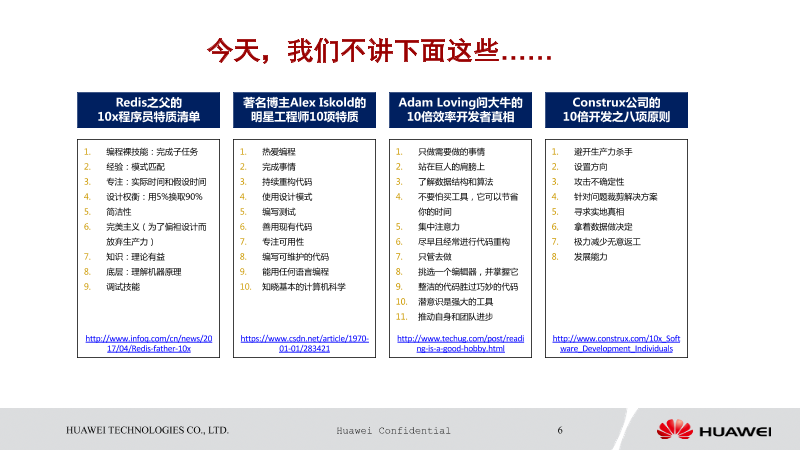 今天，我们不讲下面这些……
Redis之父的
10x程序员特质清单
1. 编程裸技能：完成子任务
2. 经验：模式匹配
3. 专注：实际时间和假设时间
4. 设计权衡：用5%换取90%
5. 简洁性
6. 完美主义（为了偏袒设计而
放弃生产力）
7. 知识：理论有益
8. 底层：理解机器原理
9. 调试技能
http://www.infoq.com/cn/news/20
17/04/Redis-father-10x
著名博主Alex Iskold的
明星工程师10项特质
1. 热爱编程
2. 完成事情
3. 持续重构代码
4. 使用设计模式
5. 编写测试
6. 善用现有代码
7. 专注可用性
8. 编写可维护的代码
9. 能用任何语言编程
10. 知晓基本的计算机科学
https://www.csdn.net/article/1970-
01-01/283421
Adam Loving问大牛的
10倍效率开发者真相
1. 只做需要做的事情
2. 站在巨人的肩膀上
3. 了解数据结构和算法
4. 不要怕买工具，它可以节省
你的时间
5. 集中注意力
6. 尽早且经常进行代码重构
7. 只管去做
8. 挑选一个编辑器，并掌握它
9. 整洁的代码胜过巧妙的代码
10. 潜意识是强大的工具
11. 推动自身和团队进步
http://www.techug.com/post/readi
ng-is-a-good-hobby.html
Construx公司的
10倍开发之八项原则
1. 避开生产力杀手
2. 设置方向
3. 攻击不确定性
4. 针对问题裁剪解决方案
5. 寻求实地真相
6. 拿着数据做决定
7. 极力减少无意返工
8. 发展能力
http://www.construx.com/10x_Soft
ware_Development_Individuals
HUAWEI TECHNOLOGIES CO., LTD.
Huawei Confidential
6
HUAWEI